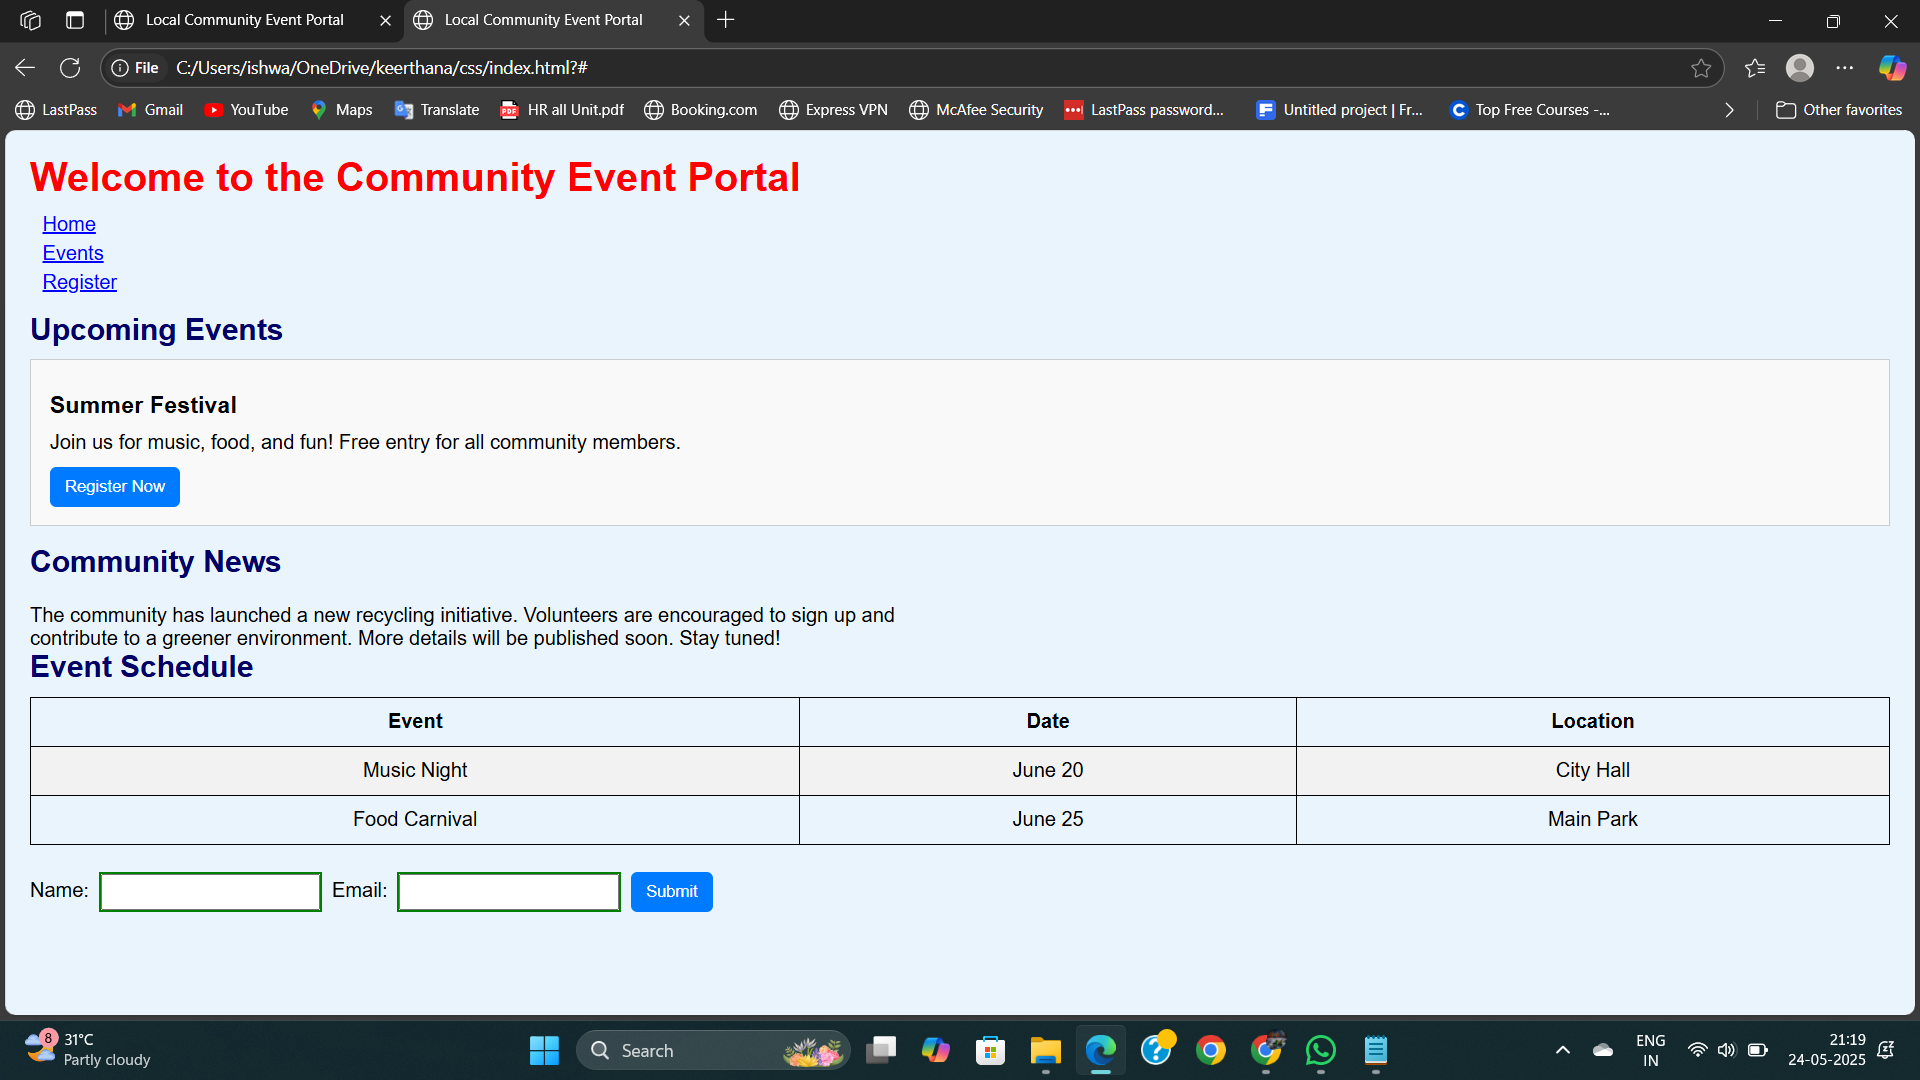 Local Community Event Portal
Local Community Event Portal
File C:/Users/ishwa/OneDrive/keerthana/css/index.html?#
LastPass Gmail YouTube Maps Translate HR all Unit.pdf Booking.com Express VPN McAfee Security LastPass password... Untitled project | Fr... Top Free Courses -... Other favorites
Welcome to the Community Event Portal
Home
Events
Register
Upcoming Events
Summer Festival
Join us for music, food, and fun! Free entry for all community members.
Register Now
Community News
The community has launched a new recycling initiative. Volunteers are encouraged to sign up and
contribute to a greener environment. More details will be published soon. Stay tuned!
Event Schedule
Event Date Location
Music Night June 20 City Hall
Food Carnival June 25 Main Park
Name: Email: Submit
8
31°C
Partly cloudy
Search
ENG
IN
21:19
24-05-2025